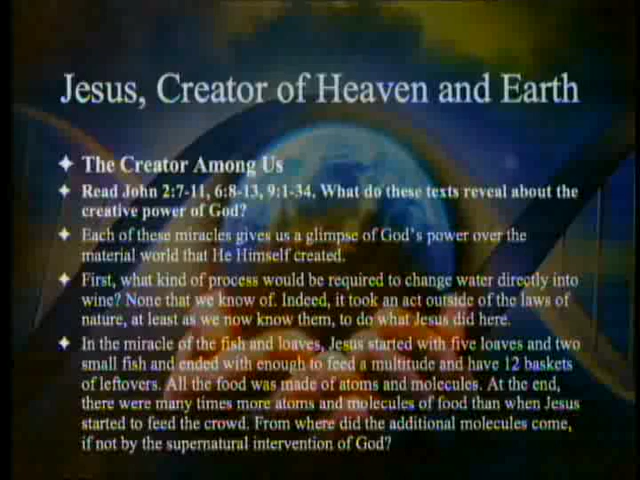 Jesus, Creator of Heaven and Earth
The Creator Among Us
Read John 2:7-11, 6:8-13, 9:1-34. What do these texts reveal about the
creative power of God?
Each of these miracles gives us a glimpse of God's power over the
material world that He Himself created.
First, what kind of process would be required to change water directly into
wine? None that we know of. Indeed, it took an act outside of the laws of
nature, at least as we now know them, to do what Jesus did here.
In the miracle of the fish and loaves, Jesus started with five loaves and two
small fish and ended with enough to feed a multitude and have 12 baskets
of leftovers. All the food was made of atoms and molecules. At the end,
there were many times more atoms and molecules of food than when Jesus
started to feed the crowd. From where did the additional molecules come,
if not by the supernatural intervention of God?